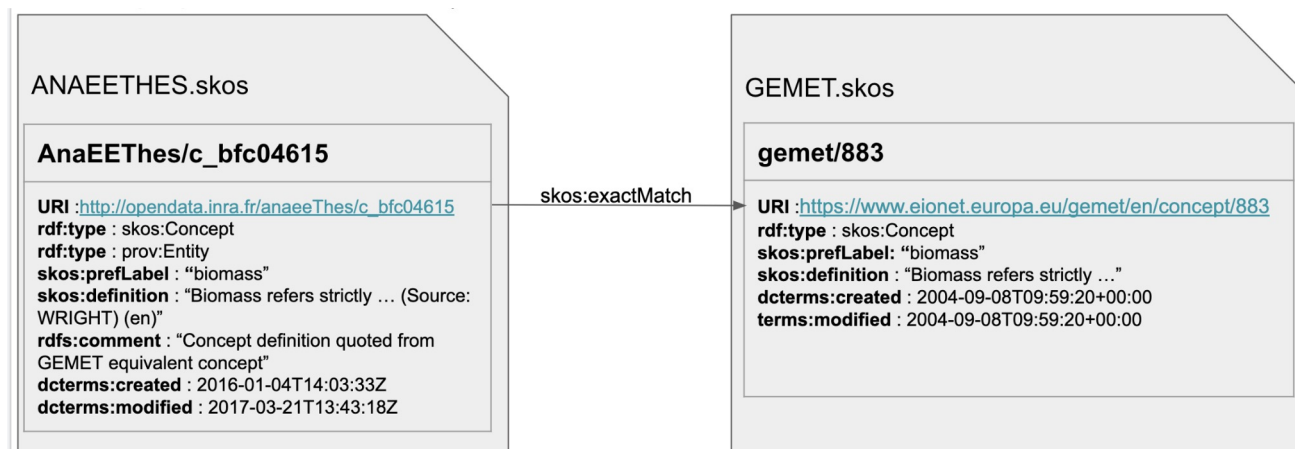 ANAEETHES.skos
AnaEEThes/c_bfc04615
URI :http://opendata.inra.fr/anaeeThes/c_bfc04615
rdf:type : skos:Concept
rdf:type : prov:Entity
skos:prefLabel : “biomass”
skos:definition : “Biomass refers strictly … (Source:
WRIGHT) (en)”
rdfs:comment : “Concept definition quoted from
GEMET equivalent concept”
dcterms:created : 2016-01-04T14:03:33Z
dcterms:modified : 2017-03-21T13:43:18Z
skos:exactMatch
GEMET.skos
gemet/883
URI :https://www.eionet.europa.eu/gemet/en/concept/883
rdf:type : skos:Concept
skos:prefLabel: “biomass”
skos:definition : “Biomass refers strictly …”
dcterms:created : 2004-09-08T09:59:20+00:00
terms:modified : 2004-09-08T09:59:20+00:00